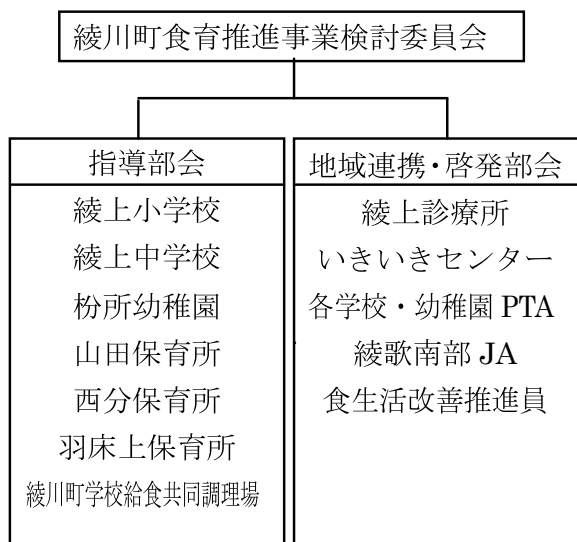 綾川町食育推進事業検討委員会
指導部会
綾上小学校
綾上中学校
枌所幼稚園
山田保育所
西分保育所
羽床上保育所
綾川町学校給食共同調理場
地域連携・啓発部会
綾上診療所
いきいきセンター
各学校・幼稚園 PTA
綾歌南部 JA
食生活改善推進員